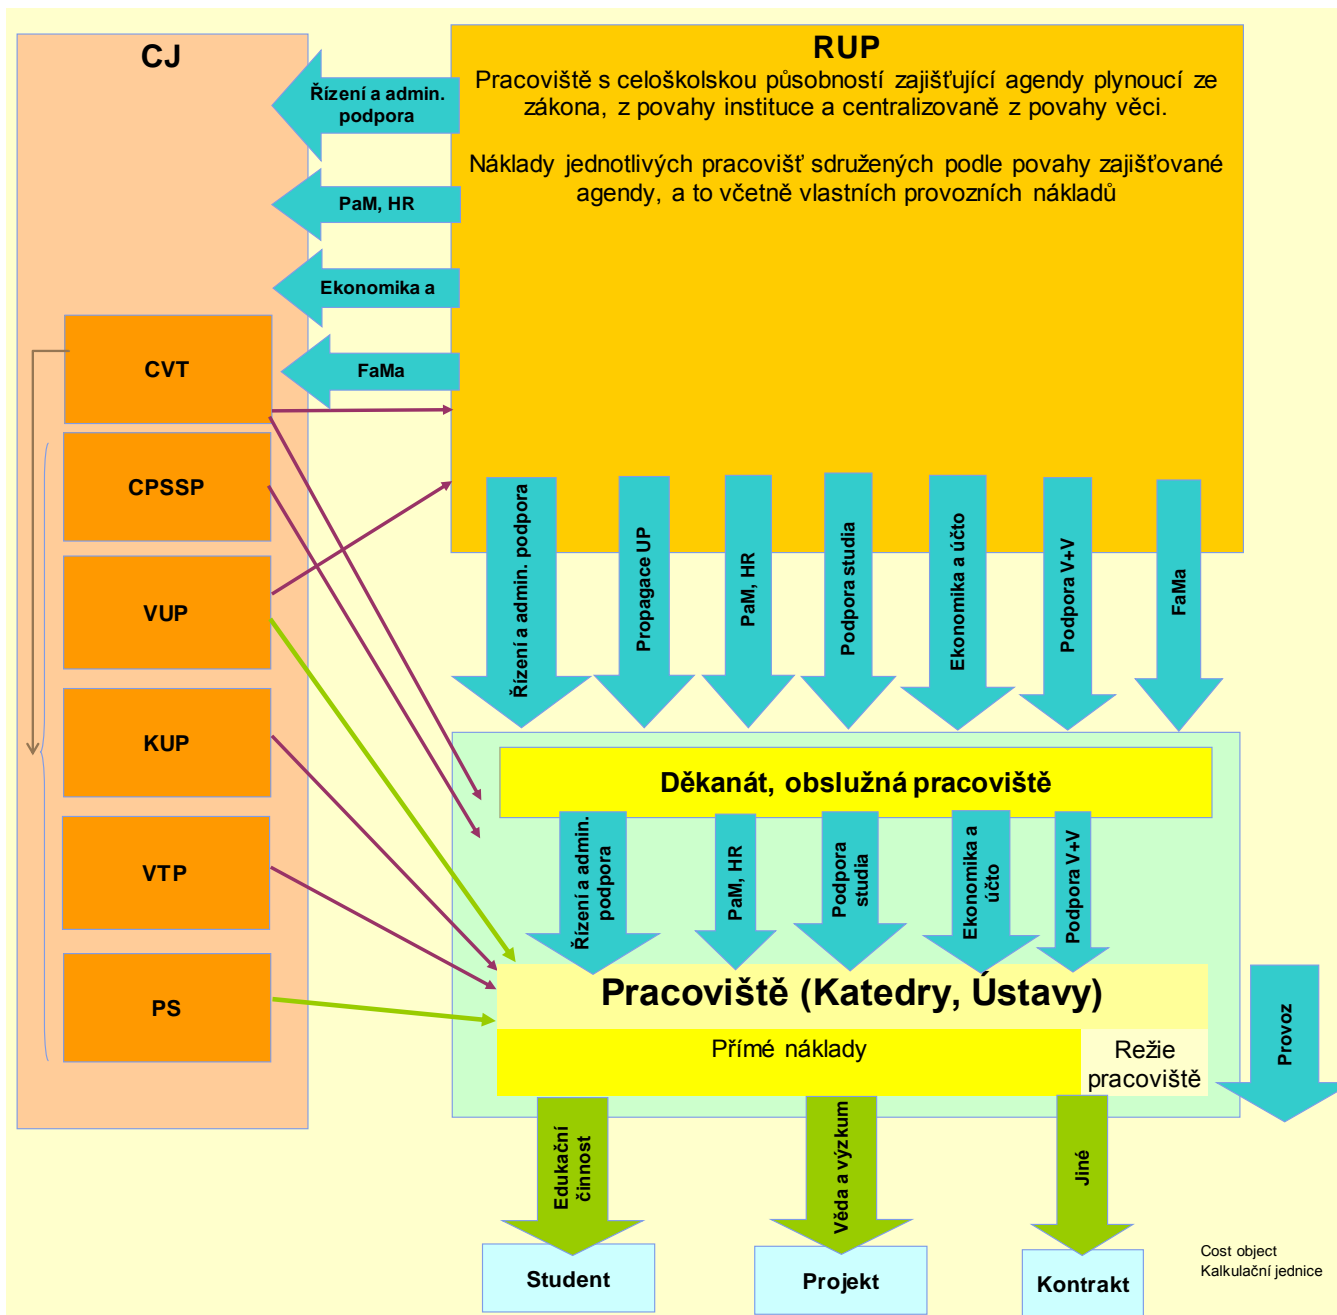 CJ
RUP
Pracoviště s celoškolskou působností zajišťující agendy plynoucí ze
zákona, z povahy instituce a centralizovaně z povahy věci.
Náklady jednotlivých pracovišť sdružených podle povahy zajišťované
agendy, a to včetně vlastních provozních nákladů
Řízení a admin.
podpora
PaM, HR
Ekonomika a
FaMa
CVT
CPSSP
VUP
KUP
VTP
PS
Řízení a admin. podpora
Propagace UP
PaM, HR
Podpora studia
Ekonomika a účto
Podpora V+V
FaMa
Děkanát, obslužná pracoviště
Řízení a admin.
podpora
PaM, HR
Podpora
studia
Ekonomika a
účto
Podpora V+V
Pracoviště (Katedry, Ústavy)
Přímé náklady
Režie
pracoviště
Provoz
Edukační
činnost
Věda a výzkum
Jiné
Student
Projekt
Kontrakt
Cost object
Kalkulační jednice